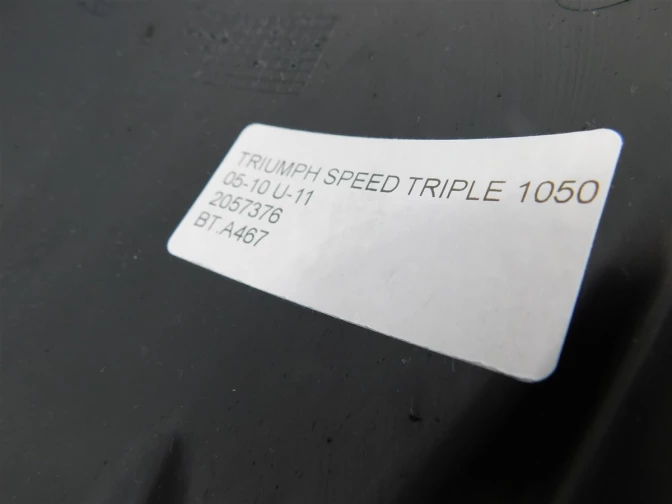 TRIUMPH SPEED TRIPLE 1050
05-10 U-11
2057376
BT.A467